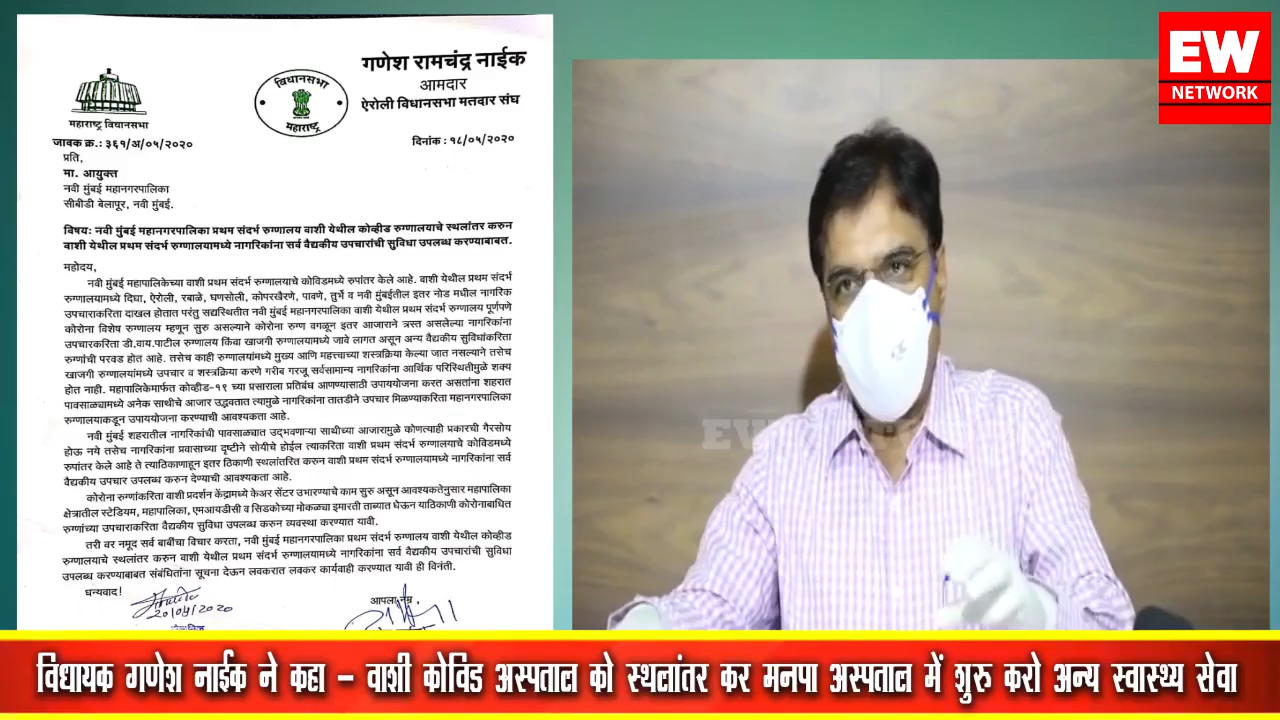 गणेश रामचंद्र नाईक
आमदार
ऐरोली विधानसभा मतदार संघ
विधानसभा
महाराष्ट्र
महाराष्ट्र विधानसभा
जावक क्र.: ३६१/अ/०५/२०२०
दिनांक : १८/०५/२०२०
प्रति,
मा. आयुक्त
नवी मुंबई महानगरपालिका
सीबीडी बेलापूर, नवी मुंबई.
विषयः नवी मुंबई महानगरपालिका प्रथम संदर्भ रुग्णालय वाशी येथील कोव्हीड रुग्णालयाचे स्थलांतर करुन
वाशी येथील प्रथम संदर्भ रुग्णालयामध्ये नागरिकांना सर्व वैद्यकीय उपचारांची सुविधा उपलब्ध करण्याबाबत.
महोदय,
नवी मुंबई महापालिकेच्या वाशी प्रथम संदर्भ रुग्णालयाचे कोविडमध्ये रुपांतर केले आहे. वाशी येथील प्रथम संदर्भ
रुग्णालयामध्ये दिघा, ऐरोली, रबाळे, घणसोली, कोपरखैरणे, पावणे, तुर्भे व नवी मुंबईतील इतर नोड मधील नागरिक
उपचाराकरिता दाखल होतात परंतु सद्यस्थितीत नवी मुंबई महानगरपालिका वाशी येथील प्रथम संदर्भ रुग्णालय पूर्णपणे
कोरोना विशेष रुग्णालय म्हणून सुरु असल्याने कोरोना रुग्ण वगळून इतर आजाराने त्रस्त असलेल्या नागरिकांना
उपचारकरिता डी.वाय.पाटील रुग्णालय किंवा खाजगी रुग्णालयामध्ये जावे लागत असून अन्य वैद्यकीय सुविधांकरिता
रुग्णांची परवड होत आहे. तसेच काही रुग्णालयांमध्ये मुख्य आणि महत्त्वाच्या शस्त्रक्रिया केल्या जात नसल्याने तसेच
खाजगी रुग्णालयांमध्ये उपचार व शस्त्रक्रिया करणे गरीब गरजू सर्वसामान्य नागरिकांना आर्थिक परिस्थितीमुळे शक्य
होत नाही. महापालिकेमार्फत कोव्हीड-१९ च्या प्रसाराला प्रतिबंध आणण्यासाठी उपाययोजना करत असतांना शहरात
पावसाळ्यामध्ये अनेक साथीचे आजार उद्भवतात त्यामुळे नागरिकांना तातडीने उपचार मिळण्याकरिता महानगरपालिका
रुग्णालयाकडून उपाययोजना करण्याची आवश्यकता आहे.
नवी मुंबई शहरातील नागरिकांची पावसाळ्यात उद्भवणाऱ्या साथीच्या आजारामुळे कोणत्याही प्रकारची गैरसोय
होऊ नये तसेच नागरिकांना प्रवासाच्या दृष्टीने सोयीचे होईल त्याकरिता वाशी प्रथम संदर्भ रुग्णालयाचे कोविडमध्ये
रुपांतर केले आहे ते त्याठिकाणाहून इतर ठिकाणी स्थलांतरित करुन वाशी प्रथम संदर्भ रुग्णालयामध्ये नागरिकांना सर्व
वैद्यकीय उपचार उपलब्ध करुन देण्याची आवश्यकता आहे.
कोरोना रुग्णांकरिता वाशी प्रदर्शन केंद्रामध्ये केअर सेंटर उभारण्याचे काम सुरु असून आवश्यकतेनुसार महापालिका
क्षेत्रातील स्टेडियम, महापालिका, एमआयडीसी व सिडकोच्या मोकळ्या इमारती ताब्यात घेऊन याठिकाणी कोरोनाबाधित
रुग्णांच्या उपचाराकरिता वैद्यकीय सुविधा उपलब्ध करुन व्यवस्था करण्यात यावी.
तरी वर नमूद सर्व बाबींचा विचार करता, नवी मुंबई महानगरपालिका प्रथम संदर्भ रुग्णालय वाशी येथील कोव्हीड
रुग्णालयाचे स्थलांतर करुन वाशी येथील प्रथम संदर्भ रुग्णालयामध्ये नागरिकांना सर्व वैद्यकीय उपचारांची सुविधा
उपलब्ध करण्याबाबत संबंधितांना सूचना देऊन लवकरात लवकर कार्यवाही करण्यात यावी ही विनंती.
धन्यवाद!
आपला नम्र
EW
NETWORK
विधायक गणेश नाईक ने कहा – वाशी कोविड अस्पताल को स्थलांतर कर मनपा अस्पताल में शुरु करो अन्य स्वास्थ्य सेवा